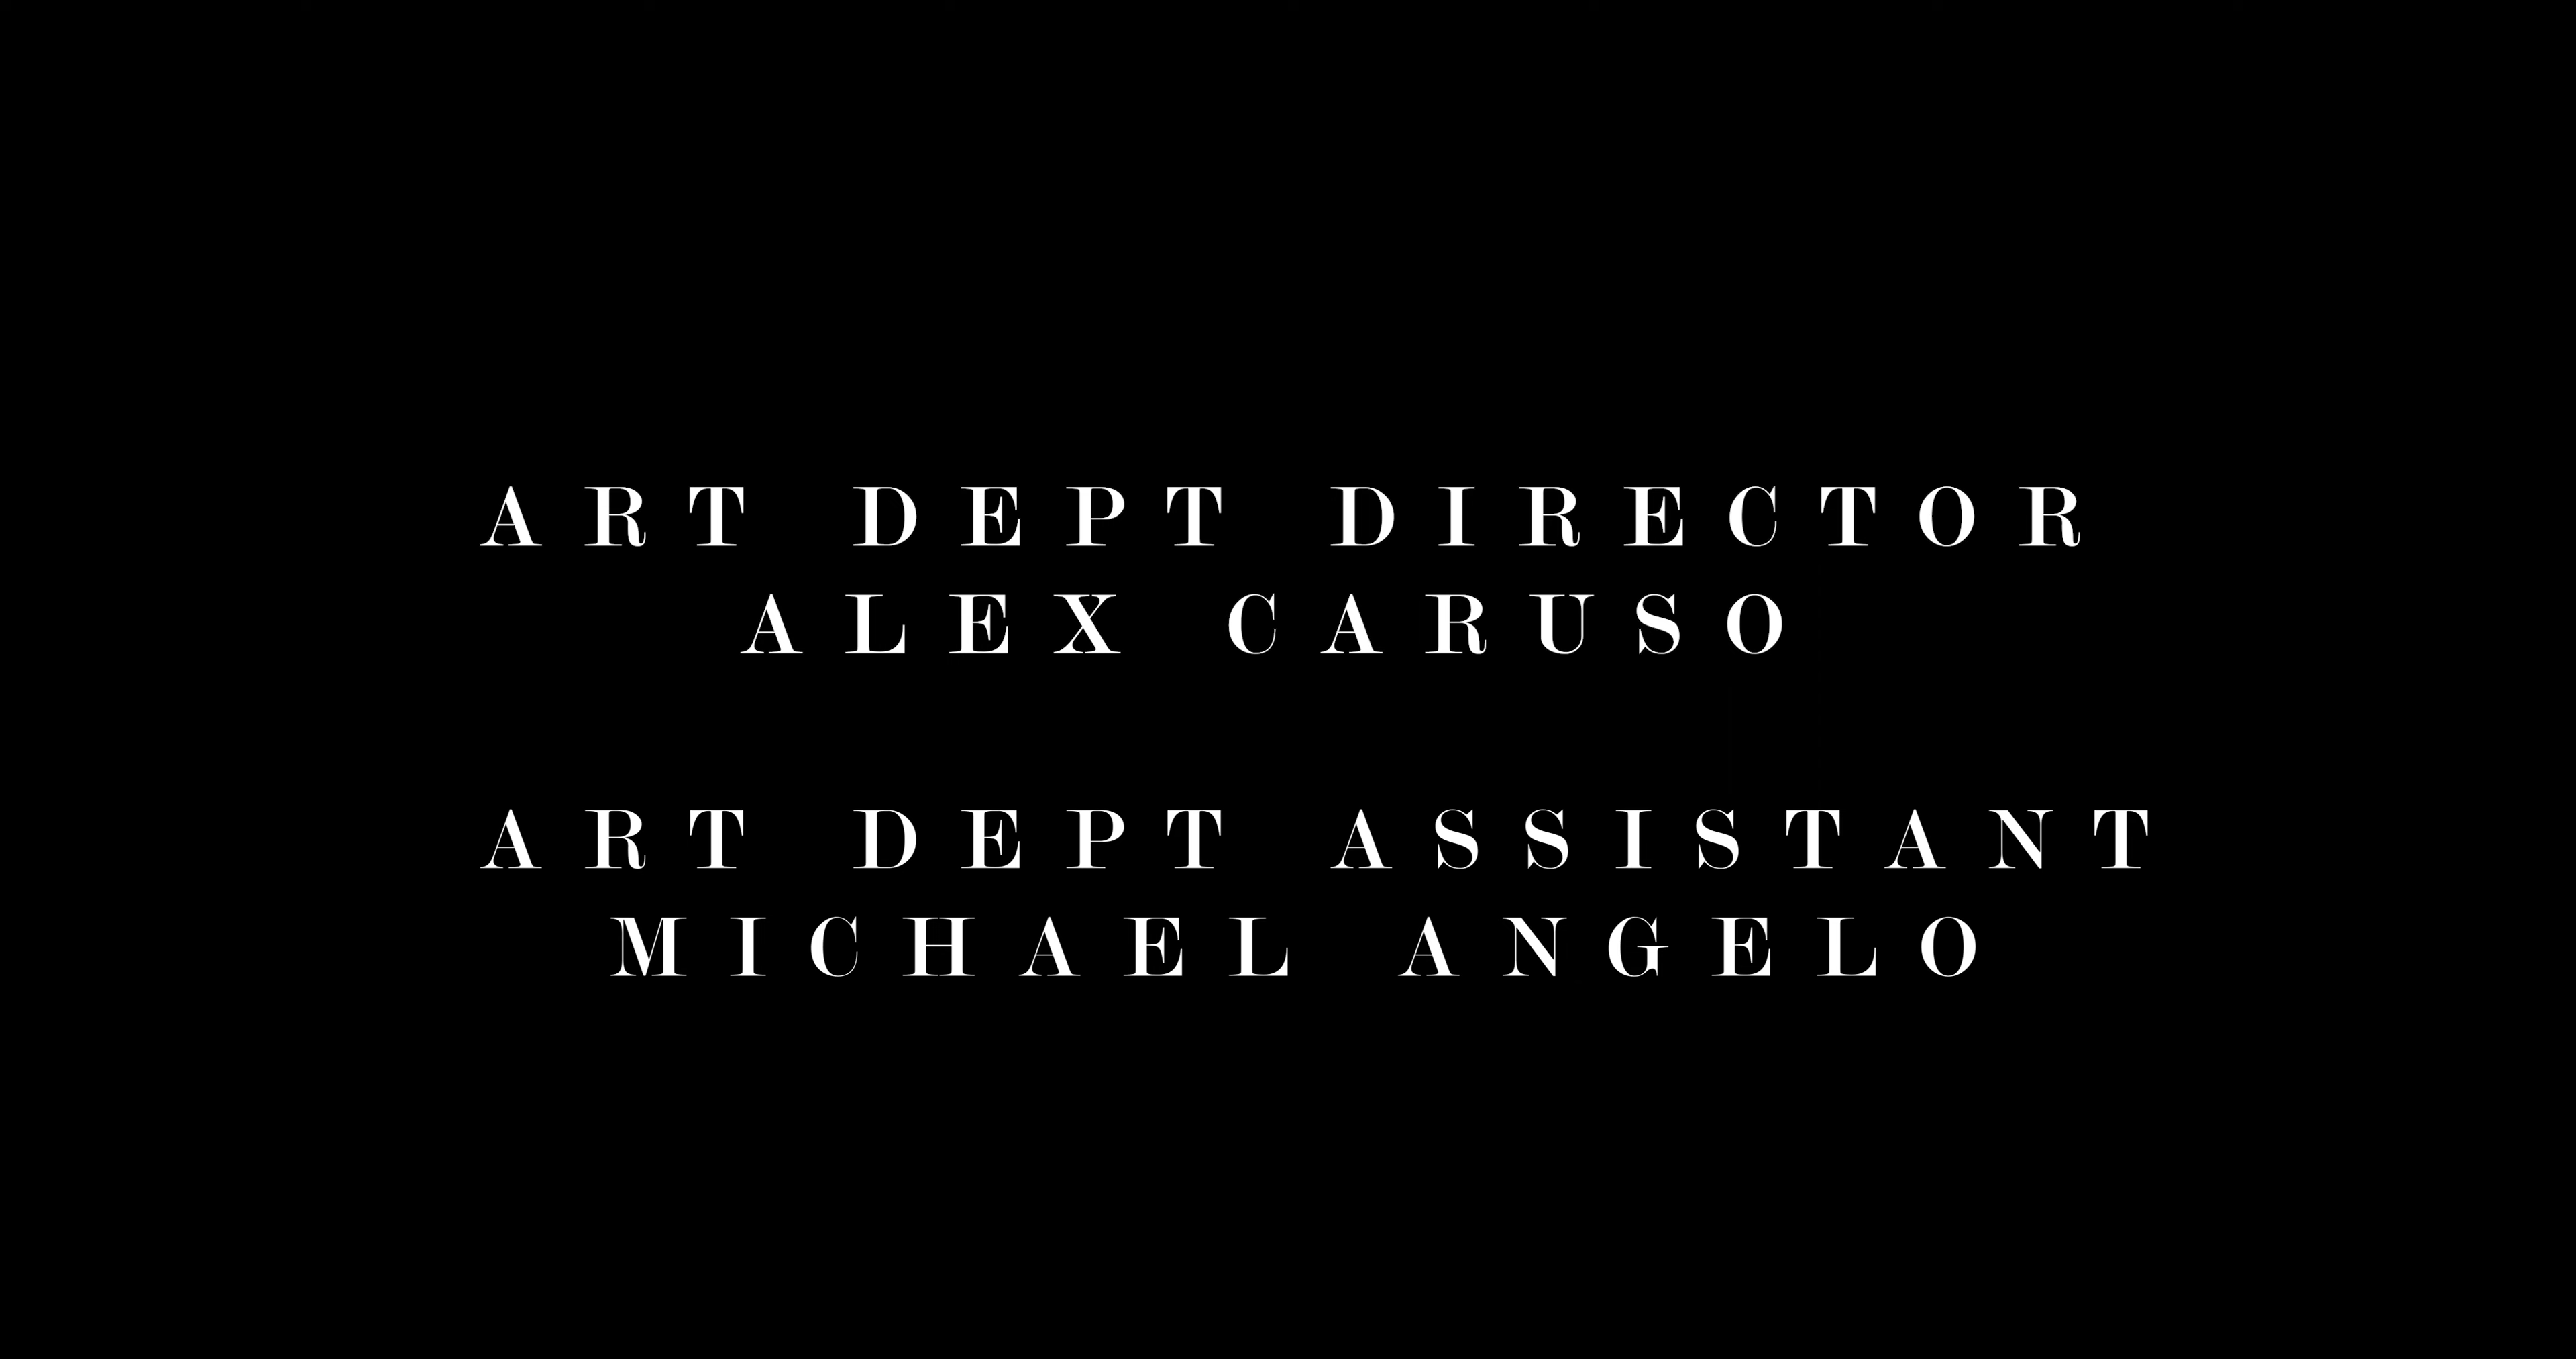 ART DEPT DIRECTOR
ALEX CARUSO
ART DEPT ASSISTANT
MICHAEL ANGELO